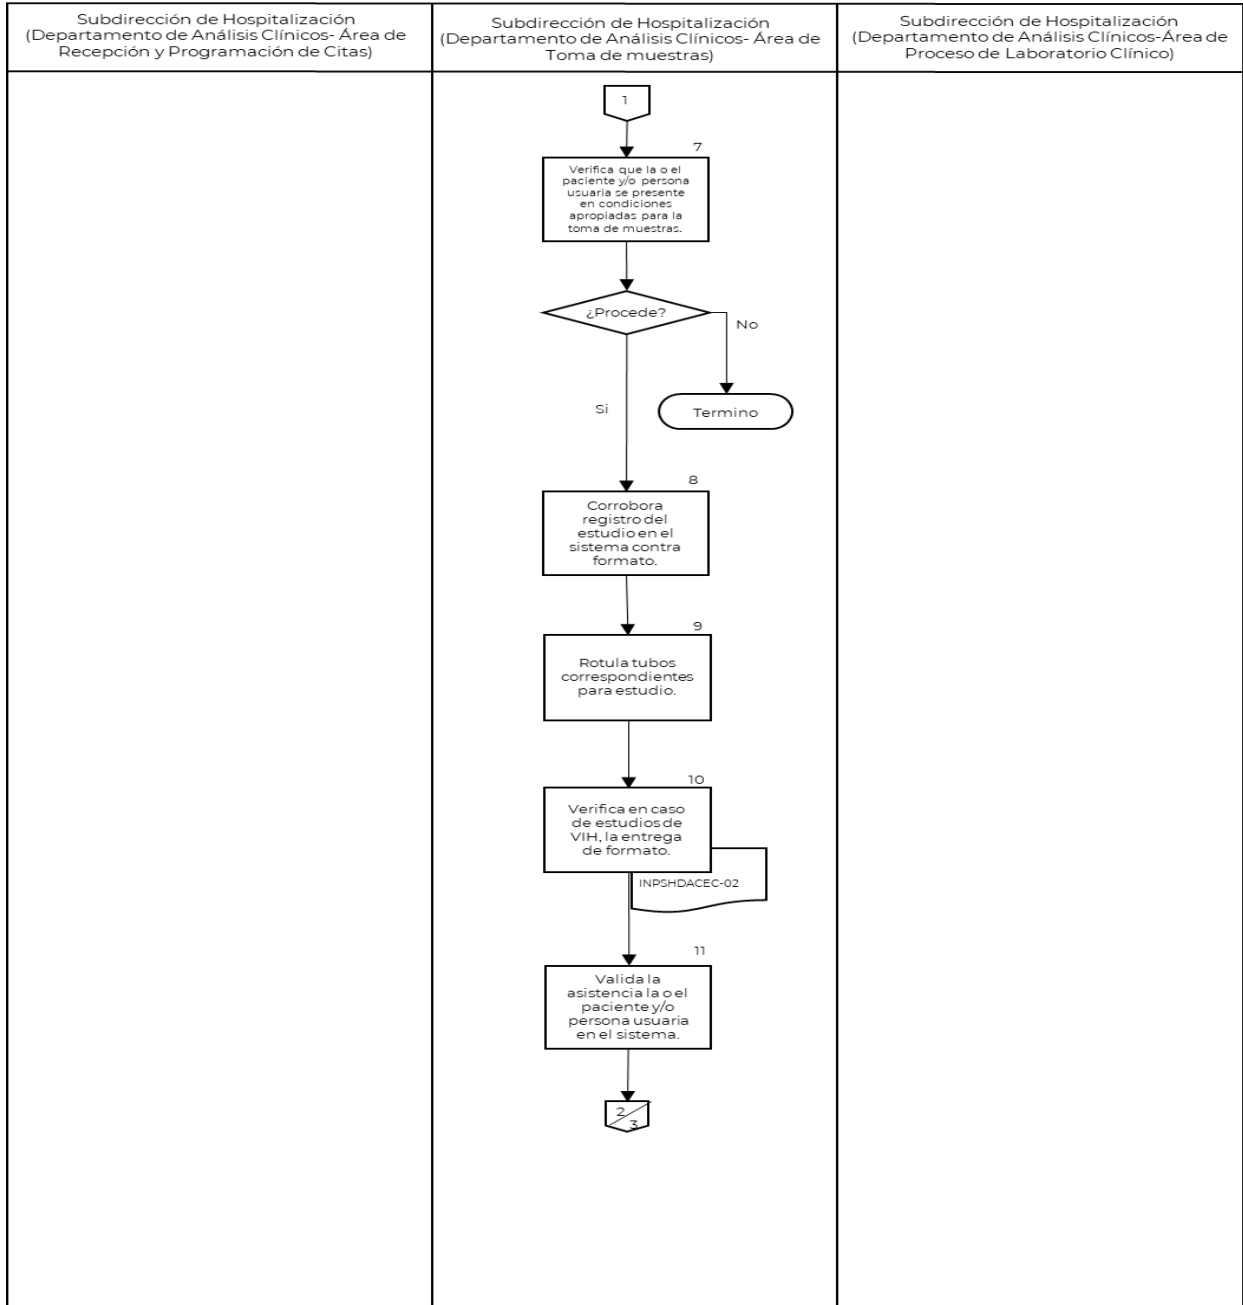 Subdirección de Hospitalización
(Departamento de Análisis Clínicos- Área de
Recepción y Programación de Citas)
Subdirección de Hospitalización
(Departamento de Análisis Clínicos- Área de
Toma de muestras)
Subdirección de Hospitalización
(Departamento de Análisis Clínicos-Área de
Proceso de Laboratorio Clínico)
1
7
Verifica que la o el
paciente y/o persona
usuaria se presente
en condiciones
apropiadas para la
toma de muestras.
¿Procede?
No
Si
Termino
8
Corrobora
registro del
estudio en el
sistema contra
formato.
9
Rotula tubos
correspondientes
para estudio.
10
Verifica en caso
de estudios de
VIH, la entrega
de formato.
INPSHDACEC-02
11
Valida la
asistencia la o el
paciente y/o
persona usuaria
en el sistema.
2
3